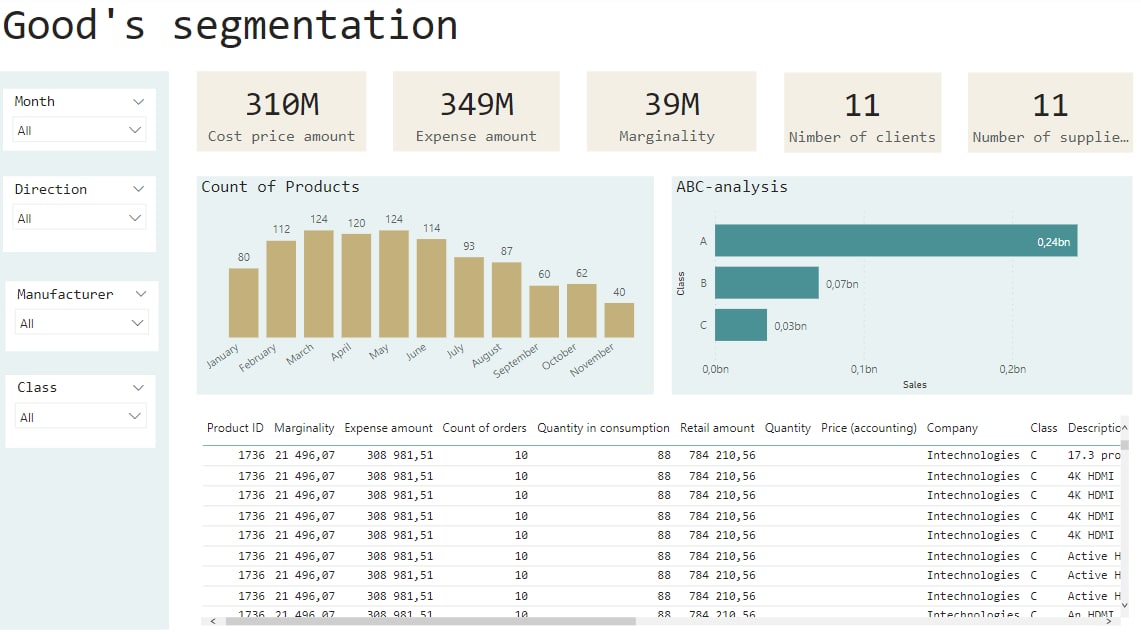 Good's segmentation
Month
All
Direction
All
Manufacturer
All
Class
All
310M
Cost price amount
349M
Expense amount
39M
Marginality
11
Nimber of clients
11
Number of supplie…
Count of Products
80 112 124 120 124 114 93 87 60 62 40
January February March April May June July August September October November
ABC-analysis
Class
A 0,24bn
B 0,07bn
C 0,03bn
0,0bn 0,1bn 0,2bn
Sales
Product ID Marginality Expense amount Count of orders Quantity in consumption Retail amount Quantity Price (accounting) Company Class Descriptio
1736 21 496,07 308 981,51 10 88 784 210,56 Intechnologies C 17.3 pro
1736 21 496,07 308 981,51 10 88 784 210,56 Intechnologies C 4K HDMI
1736 21 496,07 308 981,51 10 88 784 210,56 Intechnologies C 4K HDMI
1736 21 496,07 308 981,51 10 88 784 210,56 Intechnologies C 4K HDMI
1736 21 496,07 308 981,51 10 88 784 210,56 Intechnologies C 4K HDMI
1736 21 496,07 308 981,51 10 88 784 210,56 Intechnologies C Active H
1736 21 496,07 308 981,51 10 88 784 210,56 Intechnologies C Active H
1736 21 496,07 308 981,51 10 88 784 210,56 Intechnologies C Active H
1736 21 496,07 308 981,51 10 88 784 210,56 Intechnologies C An HDMI